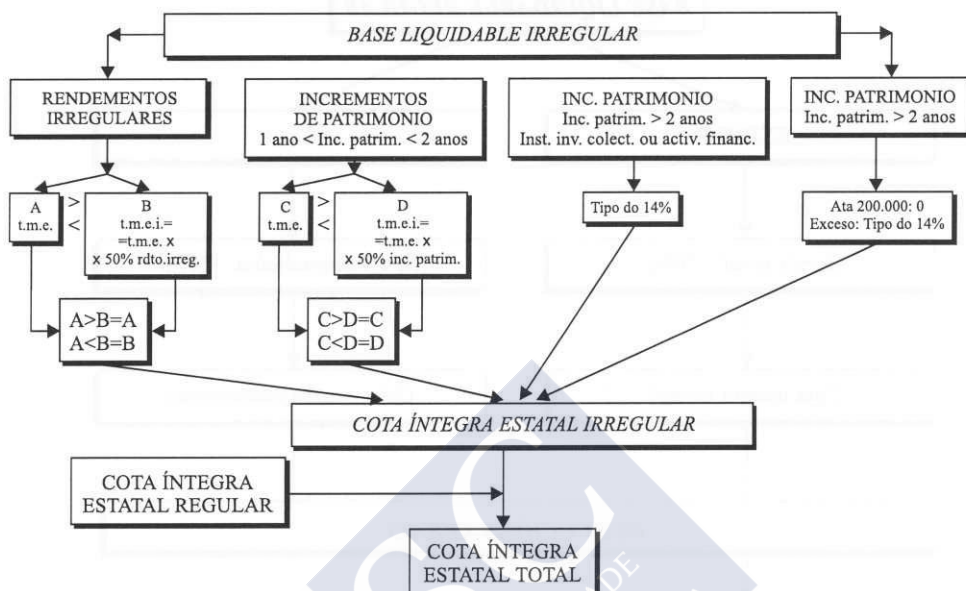 BASE LIQUIDABLE IRREGULAR
RENDEMENTOS
IRREGULARES
INCREMENTOS
DE PATRIMONIO
1 ano < Inc. patrim. < 2 anos
INC. PATRIMONIO
Inc. patrim. > 2 anos
Inst. inv. colect. ou activ. financ.
INC. PATRIMONIO
Inc. patrim. > 2 anos
A
t.m.e.
>
<
B
t.m.e.i.=
=t.m.e. x
x 50% rdto.irreg.
C
t.m.e.
>
<
D
t.m.e.i.=
=t.m.e. x
x 50% inc. patrim.
Tipo do 14%
Ata 200.000: 0
Exceso: Tipo do 14%
A>B=A
A<B=B
C>D=C
C<D=D
COTA ÍNTEGRA ESTATAL IRREGULAR
COTA ÍNTEGRA
ESTATAL REGULAR
COTA ÍNTEGRA
ESTATAL TOTAL